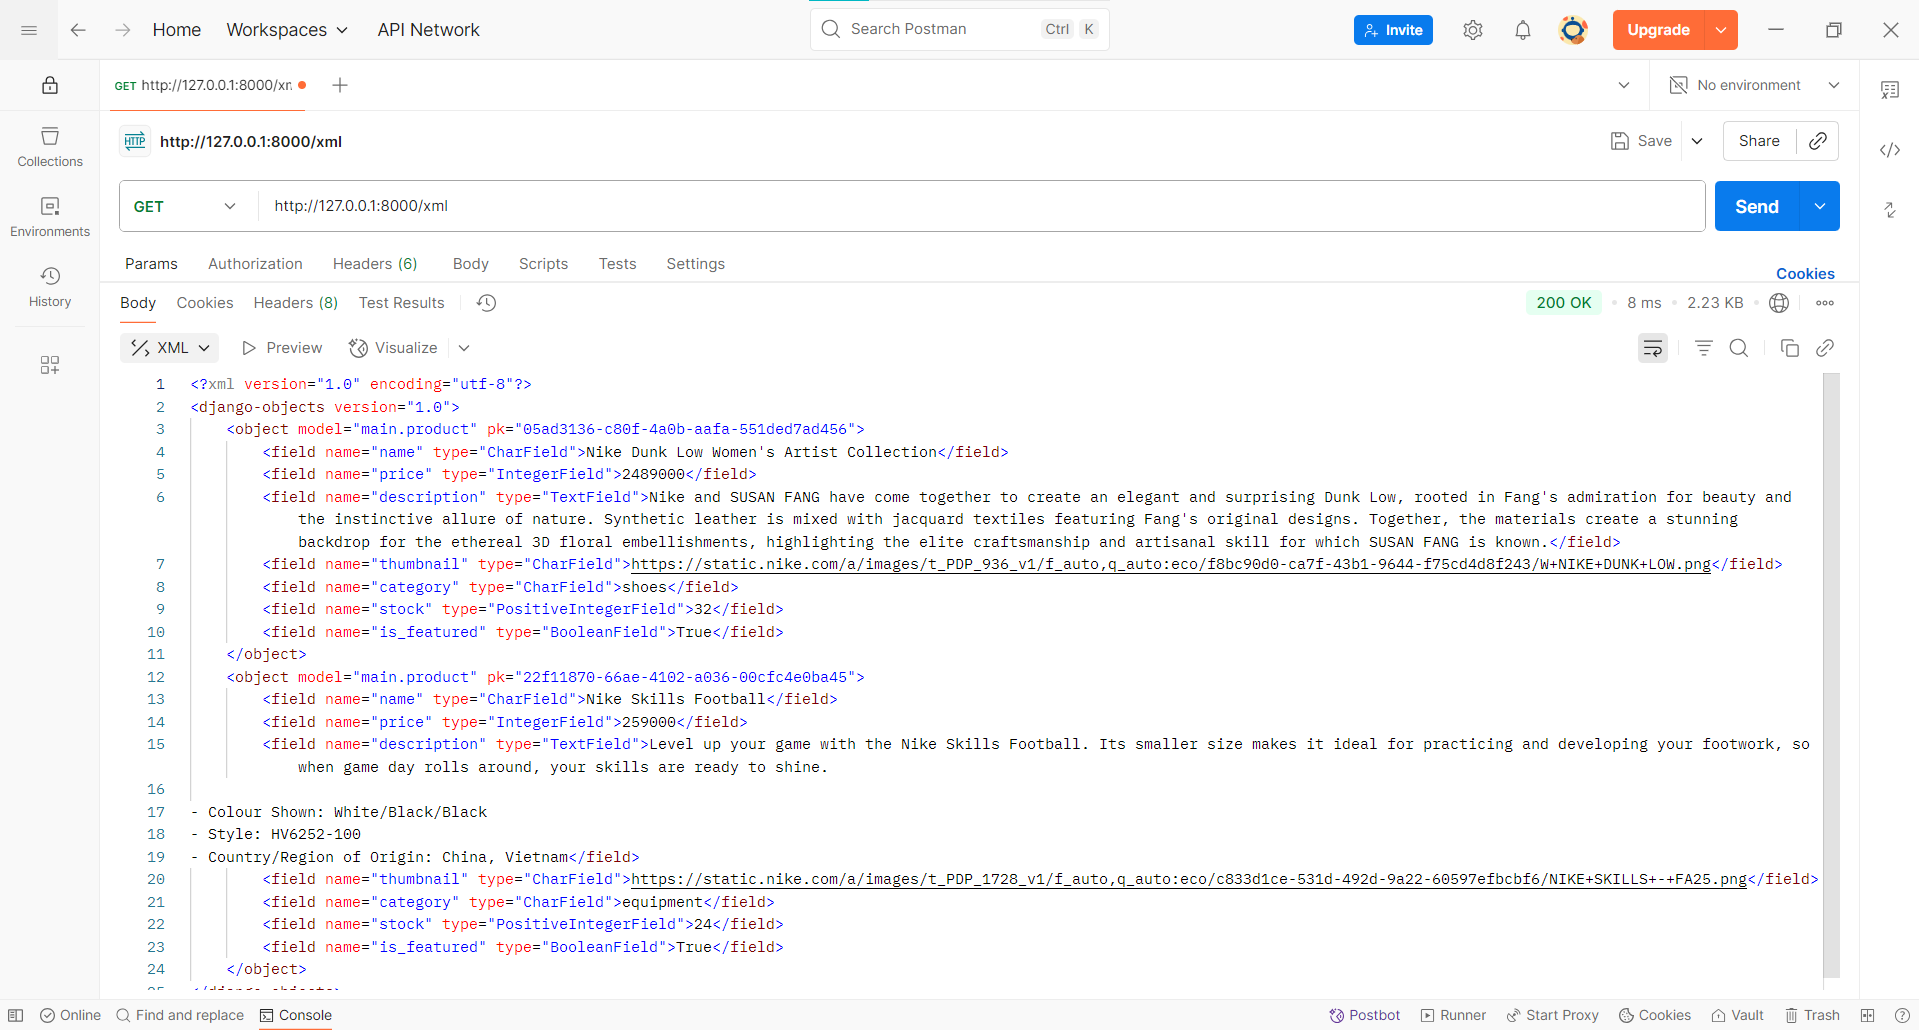 Home Workspaces API Network Search Postman Ctrl K Invite Upgrade
GET http://127.0.0.1:8000/xr No environment
HTTP http://127.0.0.1:8000/xml Save Share
Collections
GET http://127.0.0.1:8000/xml Send
Environments
Params Authorization Headers (6) Body Scripts Tests Settings Cookies
History
Body Cookies Headers (8) Test Results 200 OK 8 ms 2.23 KB
XML Preview Visualize
1 <?xml version="1.0" encoding="utf-8"?>
2 <django-objects version="1.0">
3 <object model="main.product" pk="05ad3136-c80f-4a0b-aafa-551ded7ad456">
4 <field name="name" type="CharField">Nike Dunk Low Women's Artist Collection</field>
5 <field name="price" type="IntegerField">2489000</field>
6 <field name="description" type="TextField">Nike and SUSAN FANG have come together to create an elegant and surprising Dunk Low, rooted in Fang's admiration for beauty and
the instinctive allure of nature. Synthetic leather is mixed with jacquard textiles featuring Fang's original designs. Together, the materials create a stunning
backdrop for the ethereal 3D floral embellishments, highlighting the elite craftsmanship and artisanal skill for which SUSAN FANG is known.</field>
7 <field name="thumbnail" type="CharField">https://static.nike.com/a/images/t_PDP_936_v1/f_auto,q_auto:eco/f8bc90d0-ca7f-43b1-9644-f75cd4d8f243/W+NIKE+DUNK+LOW.png</field>
8 <field name="category" type="CharField">shoes</field>
9 <field name="stock" type="PositiveIntegerField">32</field>
10 <field name="is_featured" type="BooleanField">True</field>
11 </object>
12 <object model="main.product" pk="22f11870-66ae-4102-a036-00cfc4e0ba45">
13 <field name="name" type="CharField">Nike Skills Football</field>
14 <field name="price" type="IntegerField">259000</field>
15 <field name="description" type="TextField">Level up your game with the Nike Skills Football. Its smaller size makes it ideal for practicing and developing your footwork, so
when game day rolls around, your skills are ready to shine.
16
17 - Colour Shown: White/Black/Black
18 - Style: HV6252-100
19 - Country/Region of Origin: China, Vietnam</field>
20 <field name="thumbnail" type="CharField">https://static.nike.com/a/images/t_PDP_1728_v1/f_auto,q_auto:eco/c833d1ce-531d-492d-9a22-60597efbcbf6/NIKE+SKILLS+-+FA25.png</field>
21 <field name="category" type="CharField">equipment</field>
22 <field name="stock" type="PositiveIntegerField">24</field>
23 <field name="is_featured" type="BooleanField">True</field>
24 </object>
25 </django-objects>
Online Find and replace Console Postbot Runner Start Proxy Cookies Vault Trash